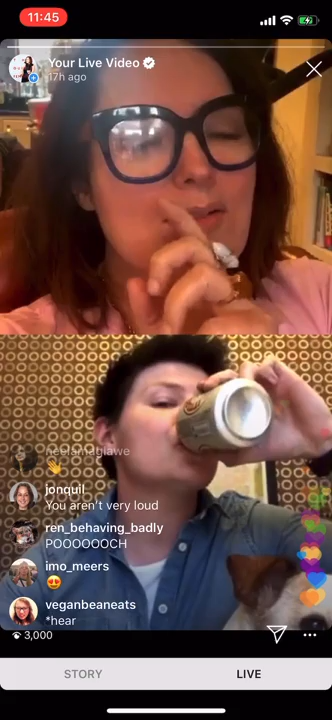 11:45
Your Live Video
17h ago
neelamaglawe
jonquil
You aren't very loud
ren_behaving_badly
POOOOOOCH
imo_meers
veganbeaneats
*hear
3,000
STORY
LIVE